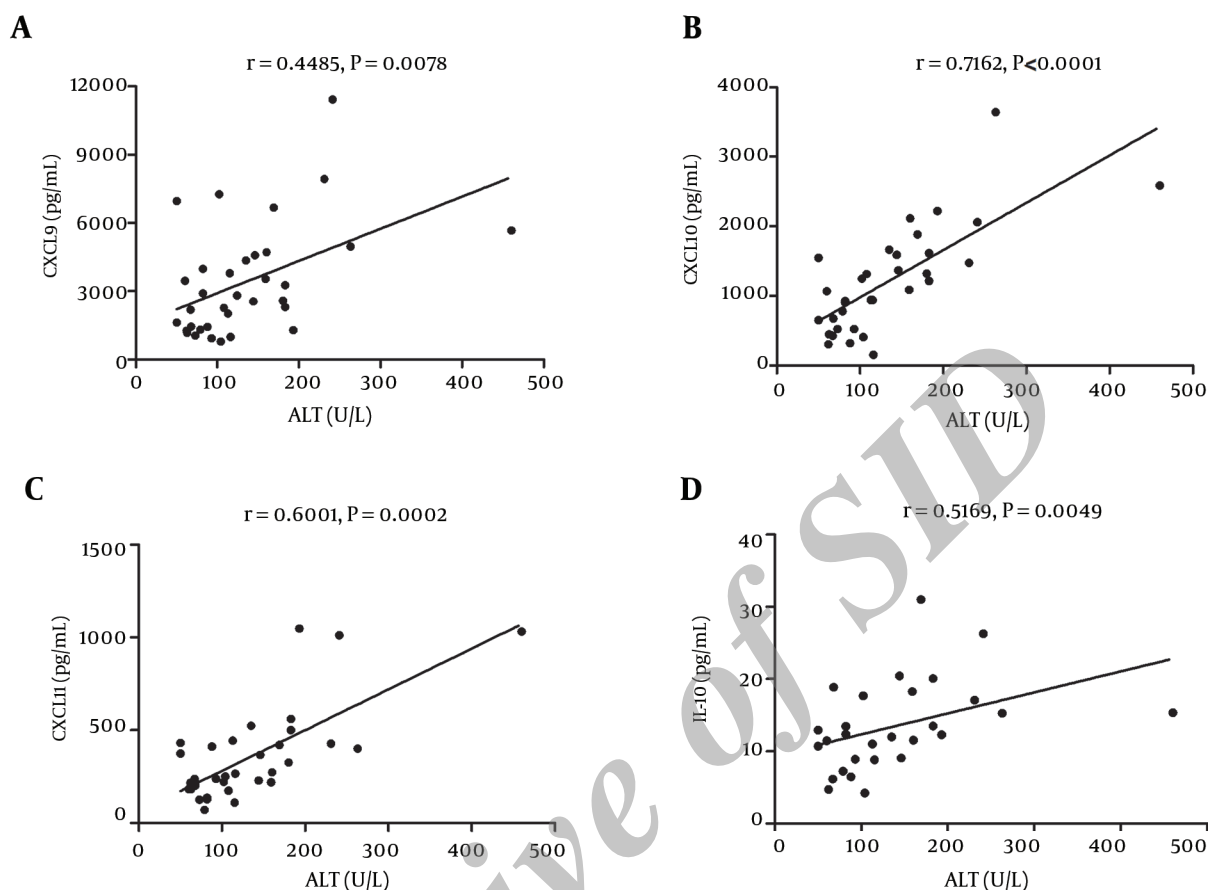 A
r = 0.4485, P = 0.0078
12000
9000
6000
3000
0
CXCL9 (pg/mL)
0 100 200 300 400 500
ALT (U/L)
B
r = 0.7162, P<0.0001
4000
3000
2000
1000
0
CXCL10 (pg/mL)
0 100 200 300 400 500
ALT (U/L)
C
r = 0.6001, P = 0.0002
1500
1000
500
0
CXCL11 (pg/mL)
100 200 300 400 500
ALT (U/L)
D
r = 0.5169, P = 0.0049
40
30
20
10
0
IL-10 (pg/mL)
0 100 200 300 400 500
ALT (U/L)
ive of SID